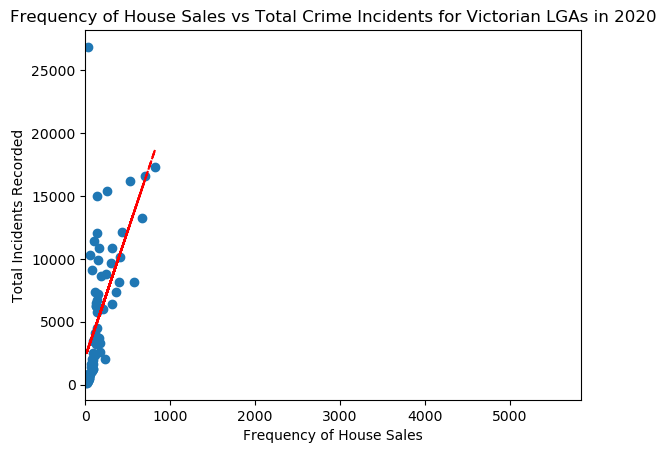 Frequency of House Sales vs Total Crime Incidents for Victorian LGAs in 2020
Total Incidents Recorded
25000
20000
15000
10000
5000
0
0 1000 2000 3000 4000 5000
Frequency of House Sales